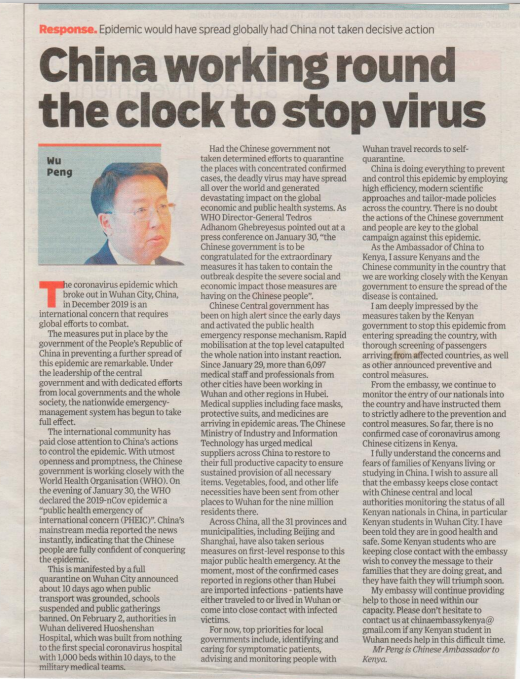 Response. Epidemic would have spread globally had China not taken decisive action
China working round
the clock to stop virus
Wu
Peng
The coronavirus epidemic which
broke out in Wuhan City, China,
in December 2019 is an
international concern that requires
global efforts to combat.
The measures put in place by the
government of the People's Republic of
China in preventing a further spread of
this epidemic are remarkable. Under
the leadership of the central
government and with dedicated efforts
from local governments and the whole
society, the nationwide emergency-
management system has begun to take
full effect.
The international community has
paid close attention to China's actions
to control the epidemic. With utmost
openness and promptness, the Chinese
government is working closely with the
World Health Organisation (WHO). On
the evening of January 30, the WHO
declared the 2019-nCov epidemic a
"public health emergency of
international concern (PHEIC)". China's
mainstream media reported the news
instantly, indicating that the Chinese
people are fully confident of conquering
the epidemic.
This is manifested by a full
quarantine on Wuhan City announced
about 10 days ago when public
transport was grounded, schools
suspended and public gatherings
banned. On February 2, authorities in
Wuhan delivered Huoshenshan
Hospital, which was built from nothing
to the first special coronavirus hospital
with 1,000 beds within 10 days, to the
military medical teams.
Had the Chinese government not
taken determined efforts to quarantine
the places with concentrated confirmed
cases, the deadly virus may have spread
all over the world and generated
devastating impact on the global
economic and public health systems. As
WHO Director-General Tedros
Adhanom Ghebreyesus pointed out at a
press conference on January 30, "the
Chinese government is to be
congratulated for the extraordinary
measures it has taken to contain the
outbreak despite the severe social and
economic impact those measures are
having on the Chinese people".
Chinese Central government has
been on high alert since the early days
and activated the public health
emergency response mechanism. Rapid
mobilisation at the top level catapulted
the whole nation into instant reaction.
Since January 29, more than 6,097
medical staff and professionals from
other cities have been working in
Wuhan and other regions in Hubei.
Medical supplies including face masks,
protective suits, and medicines are
arriving in epidemic areas. The Chinese
Ministry of Industry and Information
Technology has urged medical
suppliers across China to restore to
their full productive capacity to ensure
sustained provision of all necessary
items. Vegetables, food, and other life
necessities have been sent from other
places to Wuhan for the nine million
residents there.
Across China, all the 31 provinces and
municipalities, including Beijing and
Shanghai, have also taken serious
measures on first-level response to this
major public health emergency. At the
moment, most of the confirmed cases
reported in regions other than Hubei
are imported infections - patients have
either traveled to or lived in Wuhan or
come into close contact with infected
victims.
For now, top priorities for local
governments include, identifying and
caring for symptomatic patients,
advising and monitoring people with
Wuhan travel records to self-
quarantine.
China is doing everything to prevent
and control this epidemic by employing
high efficiency, modern scientific
approaches and tailor-made policies
across the country. There is no doubt
the actions of the Chinese government
and people are key to the global
campaign against this epidemic.
As the Ambassador of China to
Kenya, I assure Kenyans and the
Chinese community in the country that
we are working closely with the Kenyan
government to ensure the spread of the
disease is contained.
I am deeply impressed by the
measures taken by the Kenyan
government to stop this epidemic from
entering spreading the country, with
thorough screening of passengers
arriving from affected countries, as well
as other announced preventive and
control measures.
From the embassy, we continue to
monitor the entry of our nationals into
the country and have instructed them
to strictly adhere to the prevention and
control measures. So far, there is no
confirmed case of coronavirus among
Chinese citizens in Kenya.
I fully understand the concerns and
fears of families of Kenyans living or
studying in China. I wish to assure all
that the embassy keeps close contact
with Chinese central and local
authorities monitoring the status of all
Kenyan nationals in China, in particular
Kenyan students in Wuhan City. I have
been told they are in good health and
safe. Some Kenyan students who are
keeping close contact with the embassy
wish to convey the message to their
families that they are doing great, and
they have faith they will triumph soon.
My embassy will continue providing
help to those in need within our
capacity. Please don't hesitate to
contact us at chinaembassykenya@
gmail.com if any Kenyan student in
Wuhan needs help in this difficult time.
Mr Peng is Chinese Ambassador to
Kenya.